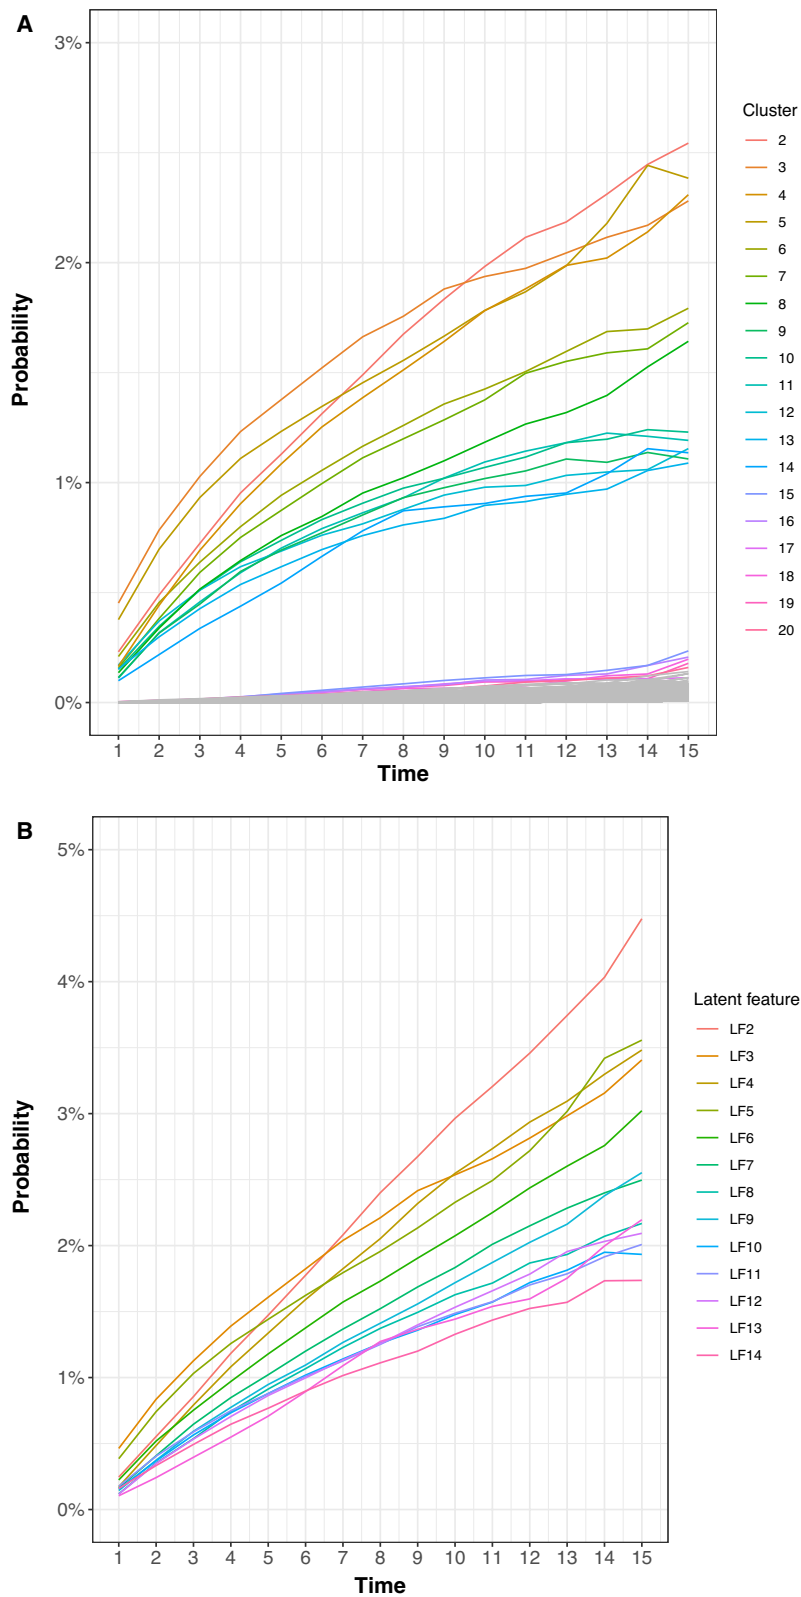 A
3%
2%
1%
0%
Probability
1 2 3 4 5 6 7 8 9 10 11 12 13 14 15
Time
Cluster
2
3
4
5
6
7
8
9
10
11
12
13
14
15
16
17
18
19
20
B
5%
4%
3%
2%
1%
0%
Probability
1 2 3 4 5 6 7 8 9 10 11 12 13 14 15
Time
Latent feature
LF2
LF3
LF4
LF5
LF6
LF7
LF8
LF9
LF10
LF11
LF12
LF13
LF14